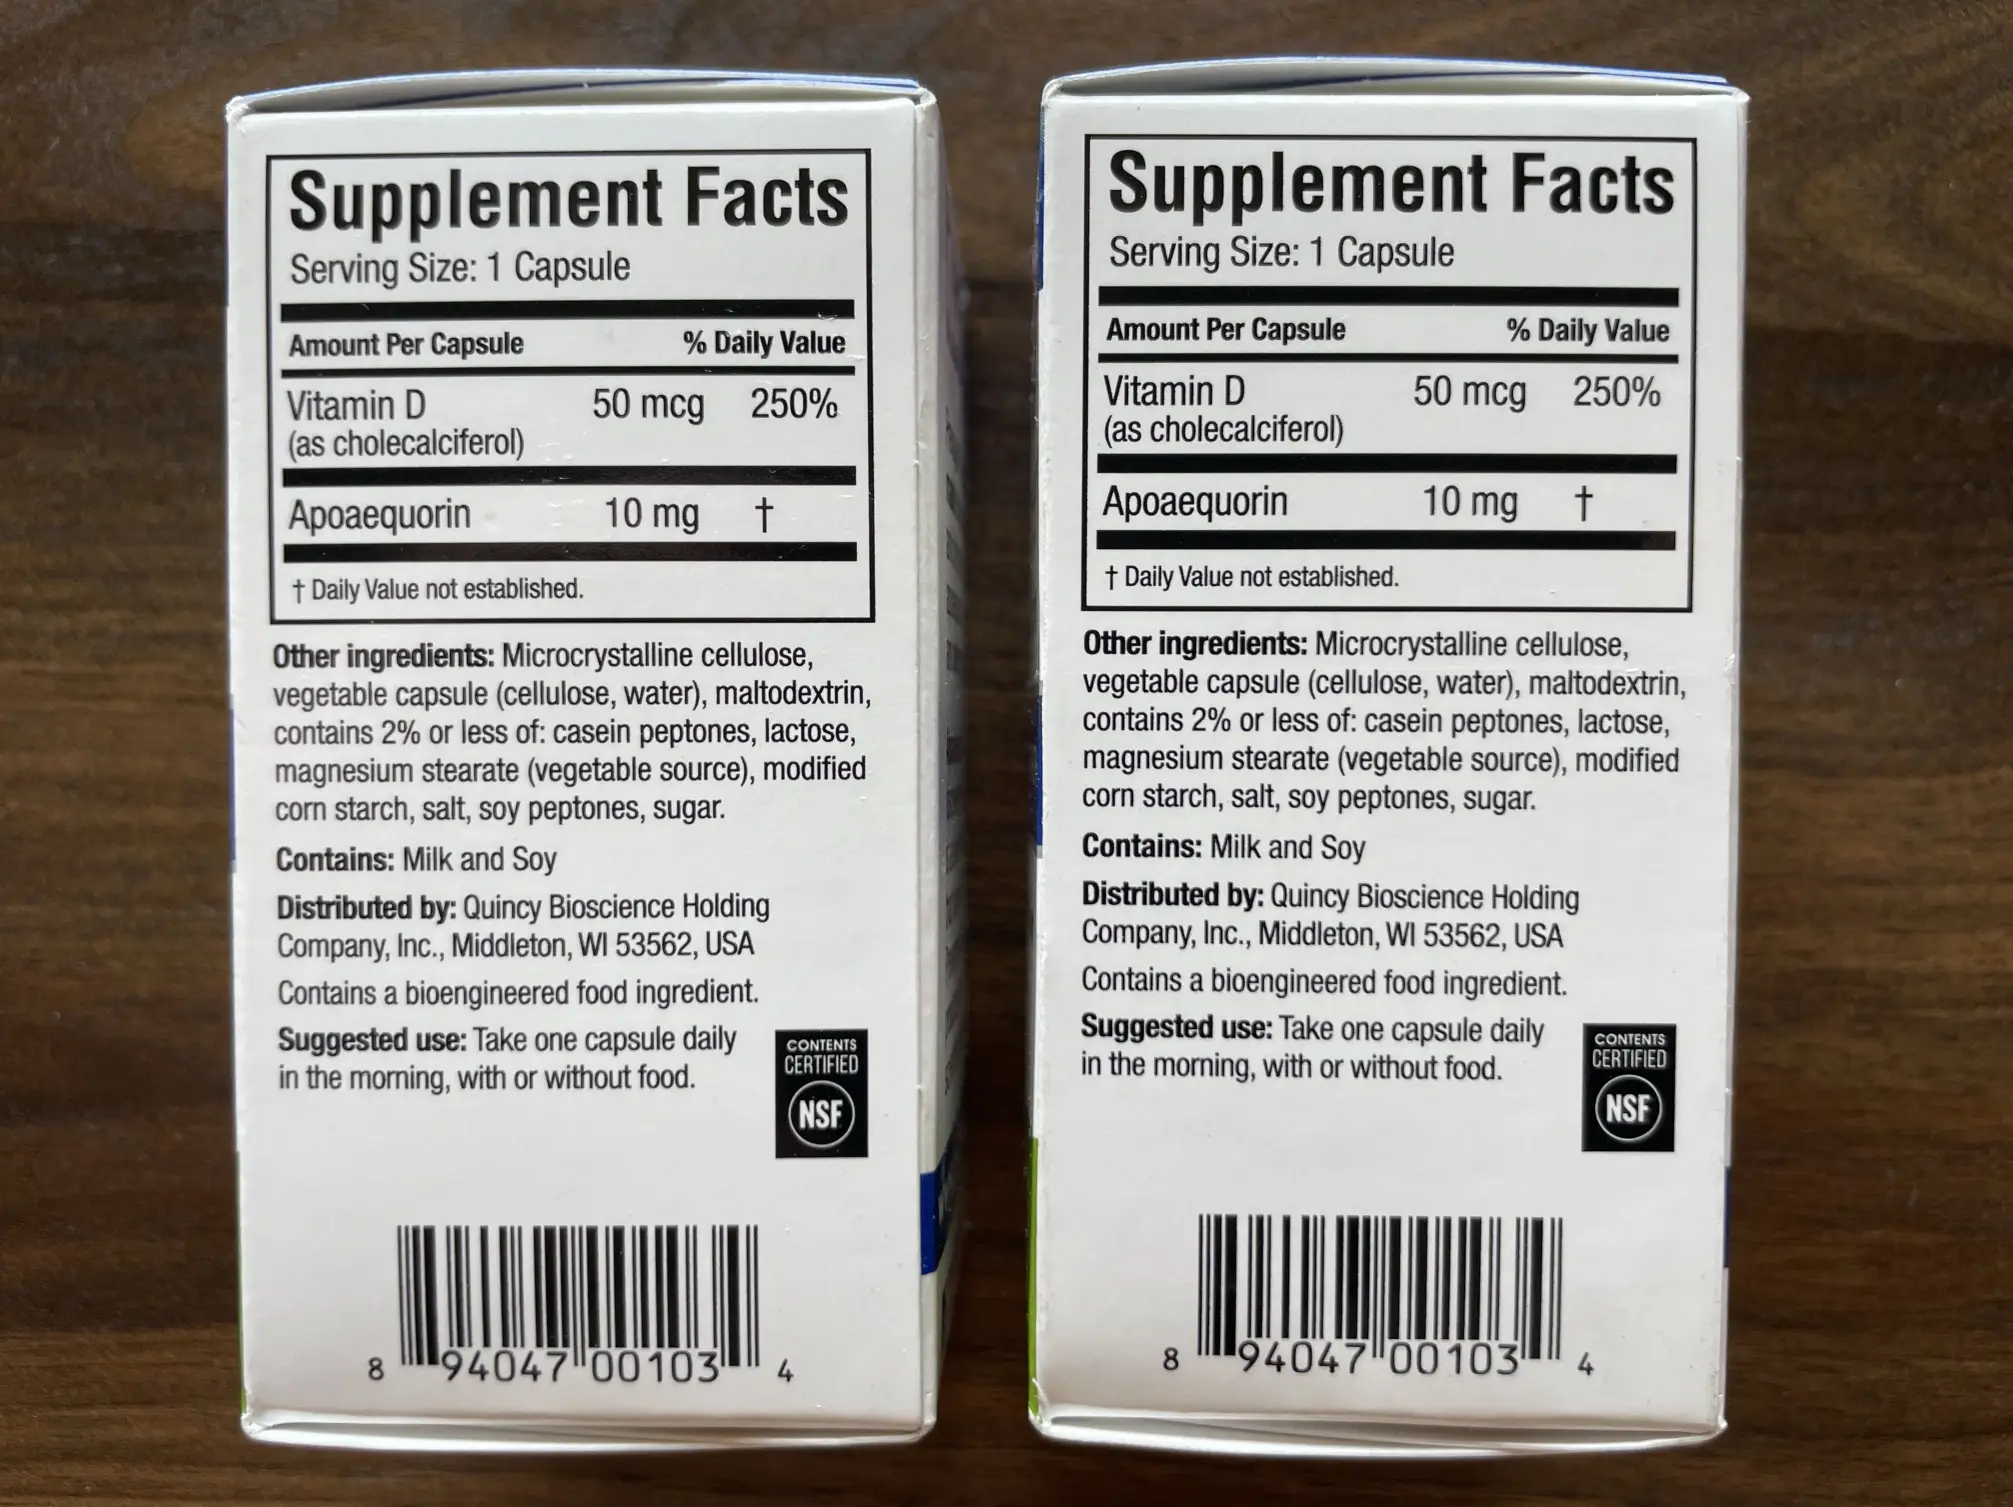 Supplement Facts
Serving Size: 1 Capsule
Amount Per Capsule % Daily Value
Vitamin D 50 mcg 250%
(as cholecalciferol)
Apoaequorin 10 mg †
† Daily Value not established.
Other ingredients: Microcrystalline cellulose,
vegetable capsule (cellulose, water), maltodextrin,
contains 2% or less of: casein peptones, lactose,
magnesium stearate (vegetable source), modified
corn starch, salt, soy peptones, sugar.
Contains: Milk and Soy
Distributed by: Quincy Bioscience Holding
Company, Inc., Middleton, WI 53562, USA
Contains a bioengineered food ingredient.
Suggested use: Take one capsule daily
in the morning, with or without food.
CONTENTS
CERTIFIED
NSF
8 94047 00103 4
Supplement Facts
Serving Size: 1 Capsule
Amount Per Capsule % Daily Value
Vitamin D 50 mcg 250%
(as cholecalciferol)
Apoaequorin 10 mg †
† Daily Value not established.
Other ingredients: Microcrystalline cellulose,
vegetable capsule (cellulose, water), maltodextrin,
contains 2% or less of: casein peptones, lactose,
magnesium stearate (vegetable source), modified
corn starch, salt, soy peptones, sugar.
Contains: Milk and Soy
Distributed by: Quincy Bioscience Holding
Company, Inc., Middleton, WI 53562, USA
Contains a bioengineered food ingredient.
Suggested use: Take one capsule daily
in the morning, with or without food.
CONTENTS
CERTIFIED
NSF
8 94047 00103 4